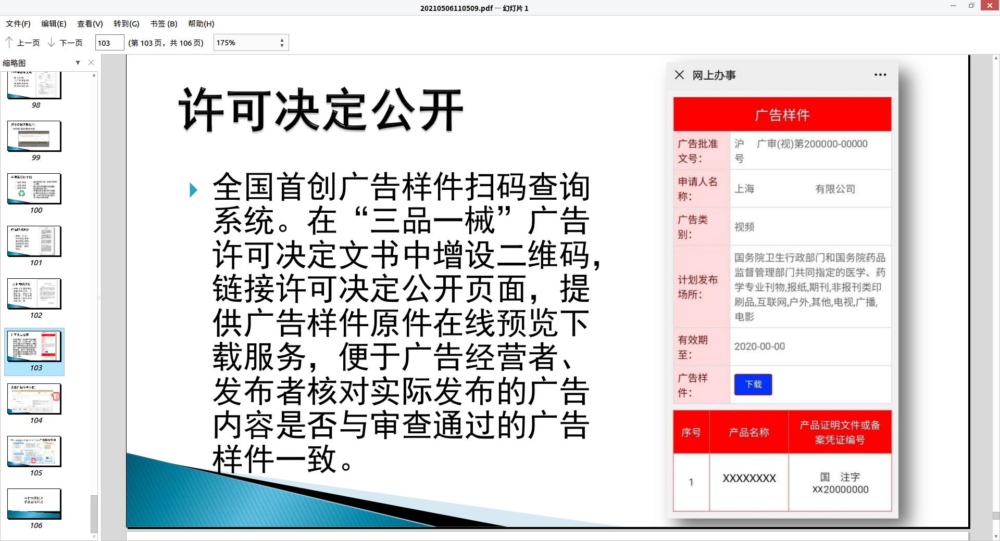 20210506110509.pdf — 幻灯片 1
文件(F) 编辑(E) 查看(V) 转到(G) 书签 (B) 帮助(H)
上一页 下一页 103 (第 103 页，共 106 页) 175%
缩略图
98
99
100
101
102
103
104
105
106
许可决定公开
全国首创广告样件扫码查询
系统。在“三品一械”广告
许可决定文书中增设二维码，
链接许可决定公开页面，提
供广告样件原件在线预览下
载服务，便于广告经营者、
发布者核对实际发布的广告
内容是否与审查通过的广告
样件一致。
网上办事
广告样件
广告批准
文号：
沪 广审(视)第200000-00000
号
申请人名
称：
上海 有限公司
广告类
别：
视频
计划发布
场所：
国务院卫生行政部门和国务院药品
监督管理部门共同指定的医学、药
学专业刊物,报纸,期刊,非报刊类印
刷品,互联网,户外,其他,电视,广播,
电影
有效期
至：
2020-00-00
广告样
件：
下载
序号 产品名称 产品证明文件或备
案凭证编号
1 XXXXXXXX 国 注字
XX20000000